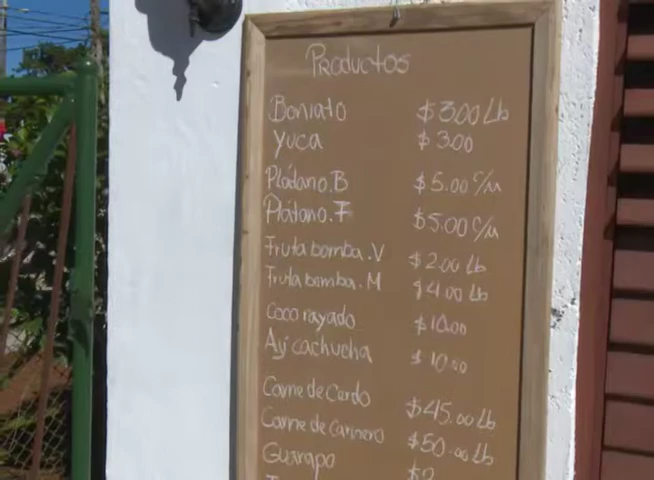 Productos
Boniato $3.00 Lb
Yuca $3.00
Plátano.B $5.00 c/u
Plátano.F $5.00 c/u
Fruta bomba.V $2.00 Lb
Fruta bomba.M $4.00 Lb
Coco rayado $10.00
Ají cachucha $10.00
Carne de Cerdo $45.00 Lb
Carne de carnero $50.00 Lb
Guarapo $2